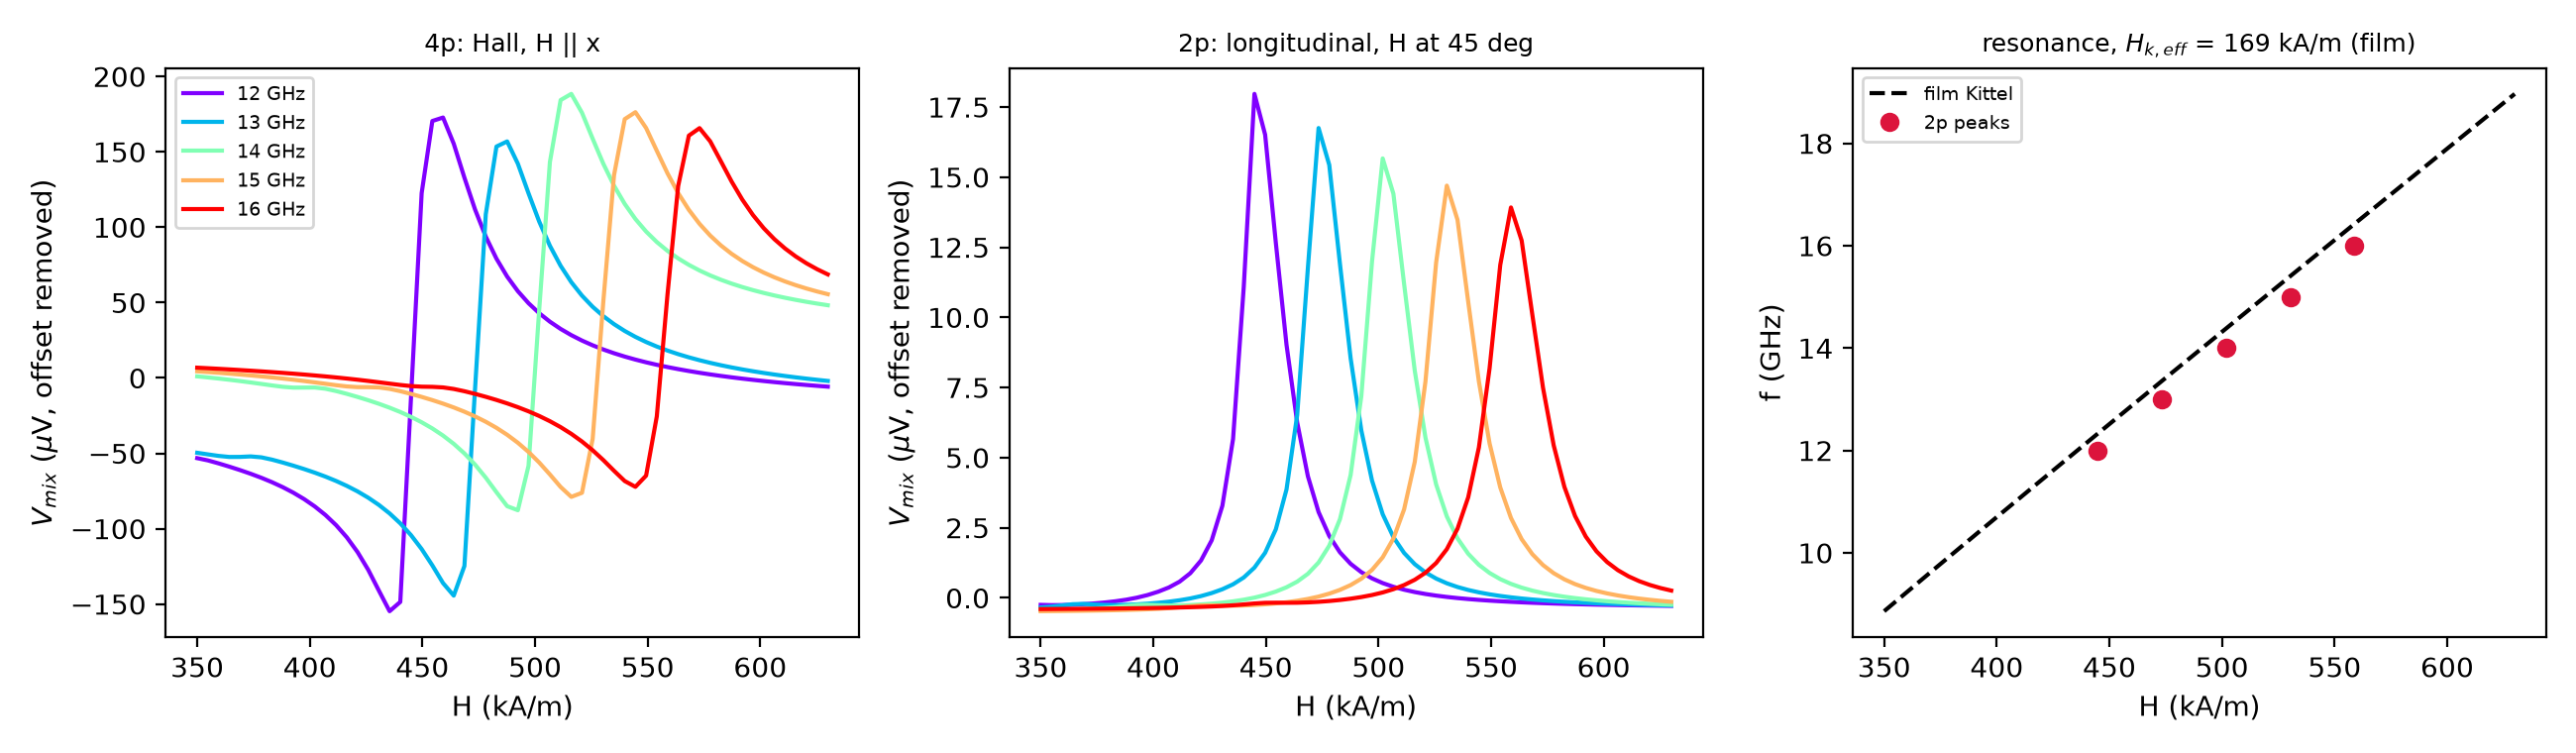 4p: Hall, H || x
200
150
100
50
0
−50
−100
−150
350
400
450
500
550
600
H (kA/m)
V_mix (μV, offset removed)
12 GHz
13 GHz
14 GHz
15 GHz
16 GHz
2p: longitudinal, H at 45 deg
17.5
15.0
12.5
10.0
7.5
5.0
2.5
0.0
350
400
450
500
550
600
H (kA/m)
V_mix (μV, offset removed)
resonance, H_k, eff = 169 kA/m (film)
film Kittel
2p peaks
18
16
14
12
10
350
400
450
500
550
600
H (kA/m)
f (GHz)